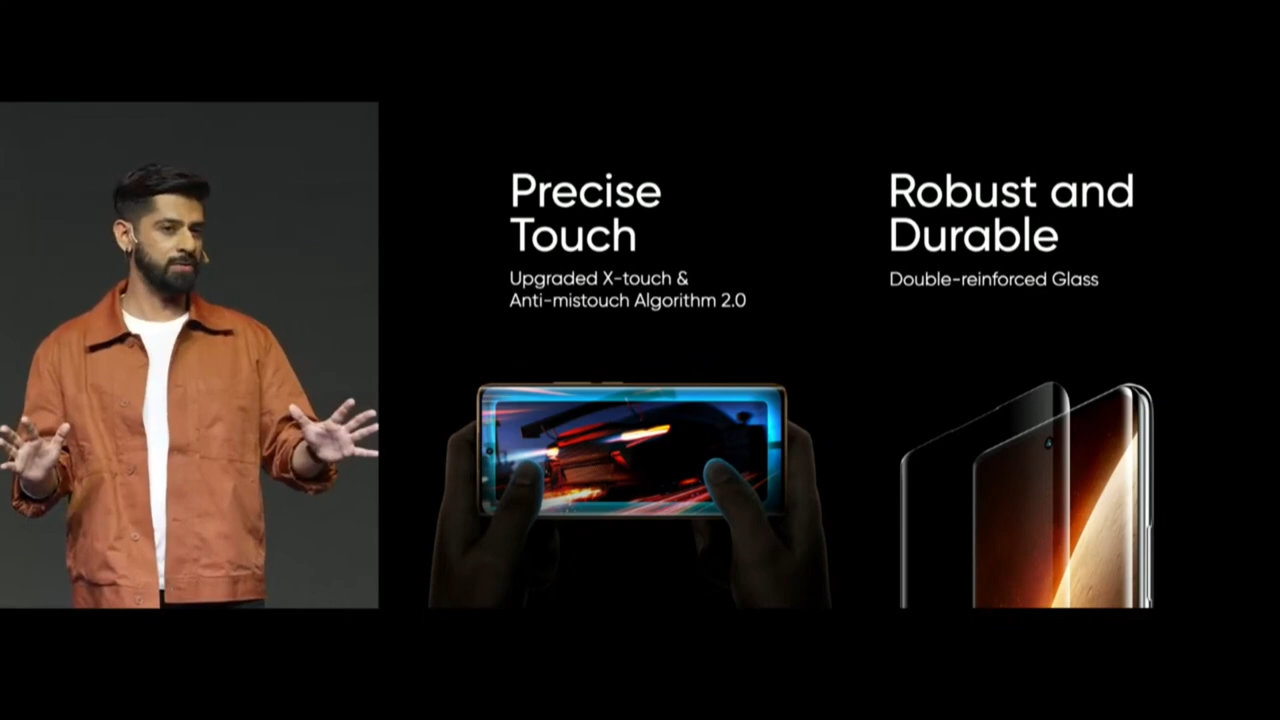 Precise
Touch
Upgraded X-touch &
Anti-mistouch Algorithm 2.0
Robust and
Durable
Double-reinforced Glass